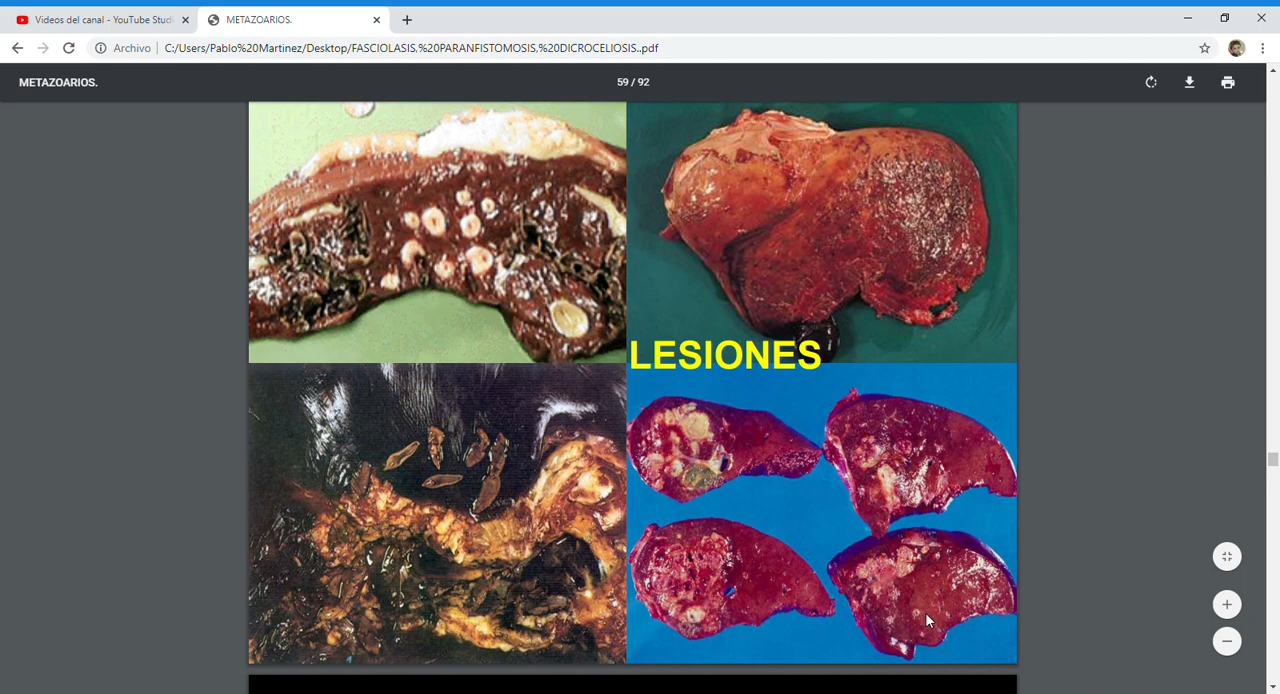 Videos del canal - YouTube Studi
METAZOARIOS.
Archivo
C:/Users/Pablo%20Martinez/Desktop/FASCIOLASIS,%20PARANFISTOMOSIS,%20DICROCELIOSIS..pdf
METAZOARIOS.
59 / 92
LESIONES